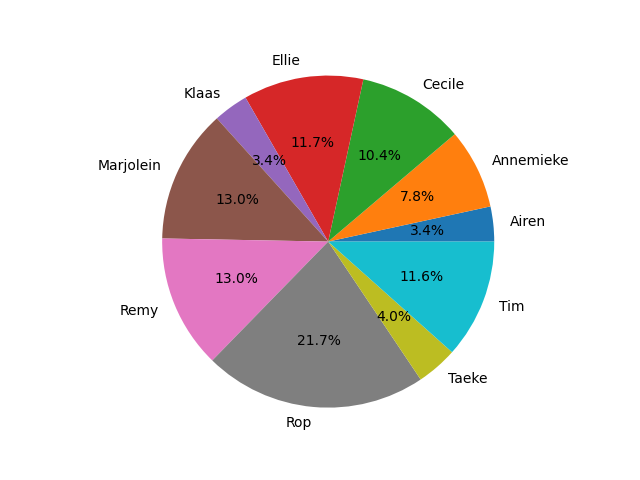 Ellie
Cecile
Klaas
11.7%
10.4%
3.4%
Annemieke
Marjolein
7.8%
13.0%
Airen
3.4%
13.0%
11.6%
Remy
Tim
4.0%
21.7%
Taeke
Rop